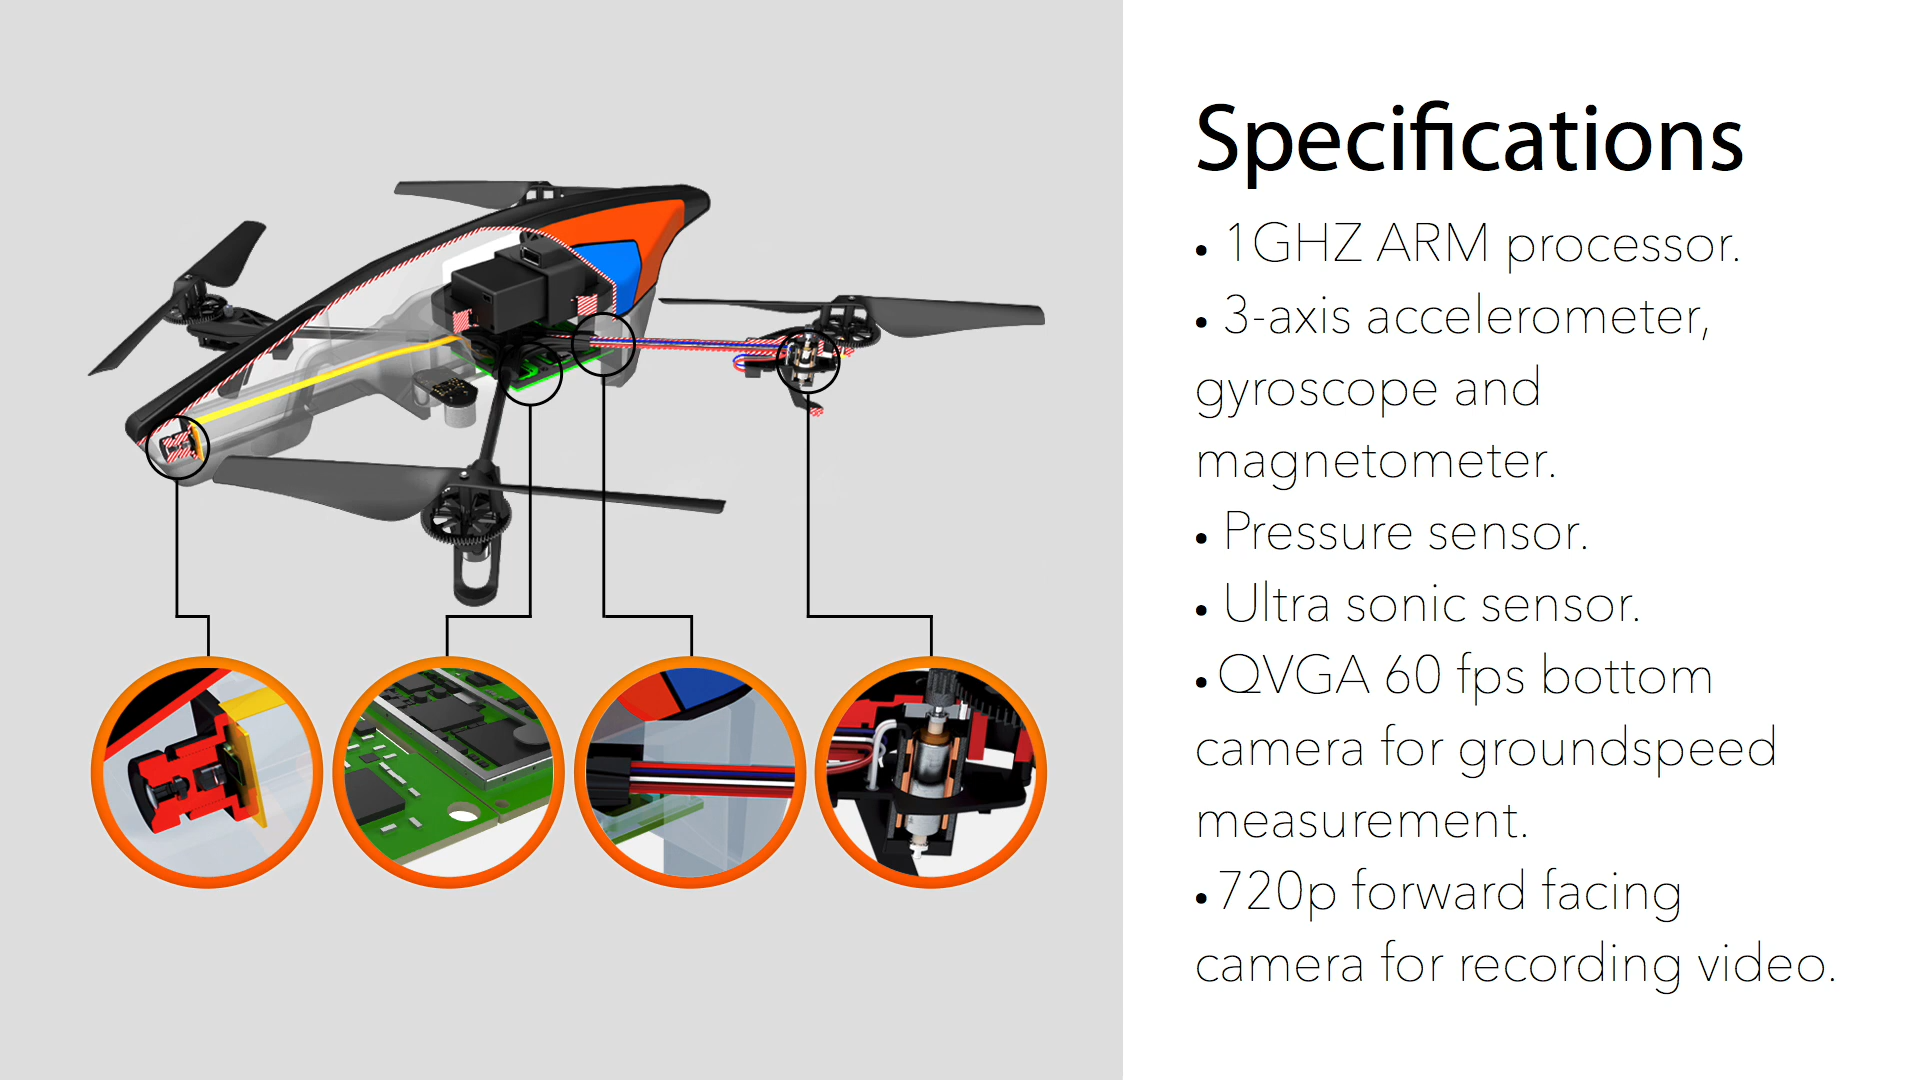 Specifications
• 1GHZ ARM processor.
• 3-axis accelerometer,
gyroscope and
magnetometer.
• Pressure sensor.
• Ultra sonic sensor.
• QVGA 60 fps bottom
camera for groundspeed
measurement.
• 720p forward facing
camera for recording video.